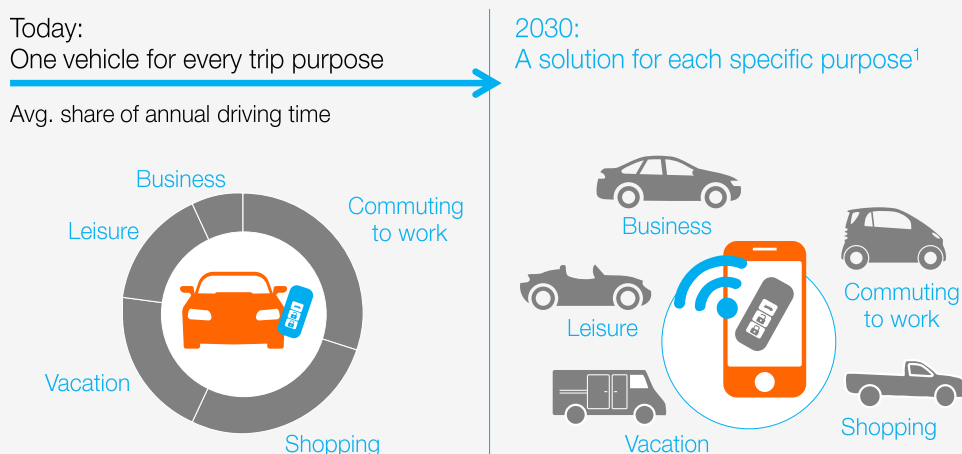 Today:
One vehicle for every trip purpose
Avg. share of annual driving time
Business
Leisure
Commuting
to work
Vacation
Shopping
2030:
A solution for each specific purpose1
Business
Leisure
Commuting
to work
Vacation
Shopping